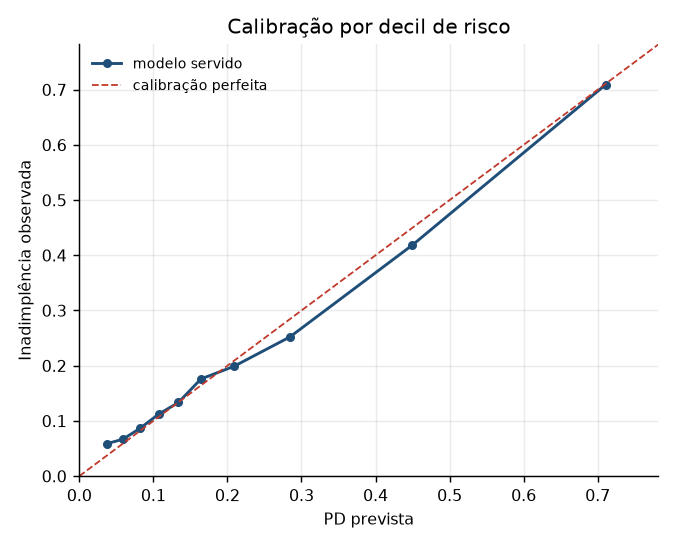 Calibração por decil de risco
modelo servido
calibração perfeita
Inadimplência observada
0.7
0.6
0.5
0.4
0.3
0.2
0.1
0.0
0.0 0.1 0.2 0.3 0.4 0.5 0.6 0.7
PD prevista